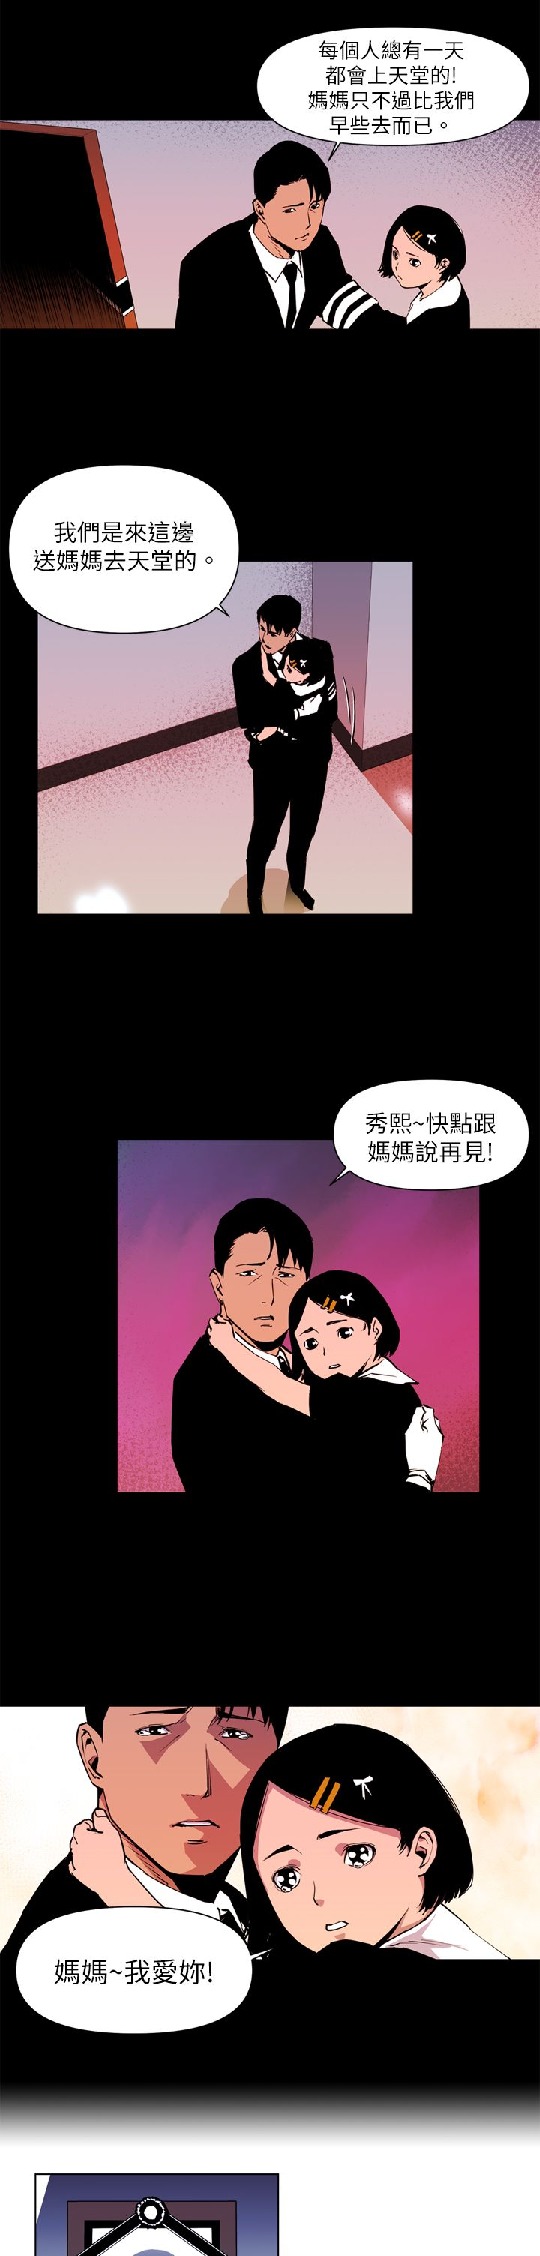 每個人總有一天
都會上天堂的!
媽媽只不過比我們
早些去而已。
我們是來這邊
送媽媽去天堂的。
秀熙~快點跟
媽媽說再見!
媽媽~我愛妳!